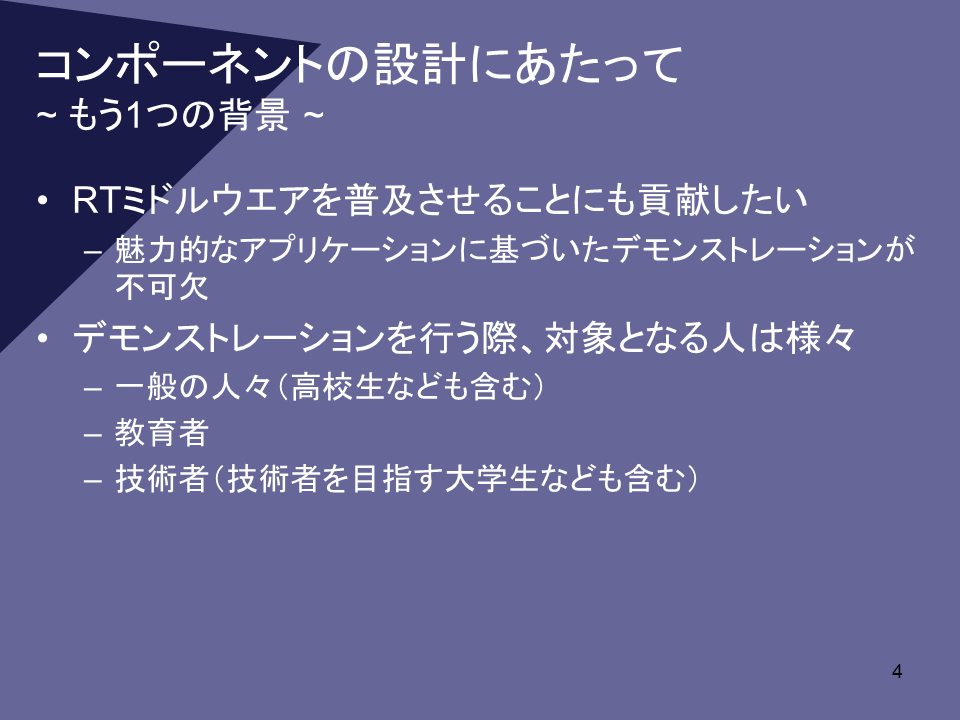 コンポーネントの設計にあたって
~ もう1つの背景 ~
• RTミドルウエアを普及させることにも貢献したい
– 魅力的なアプリケーションに基づいたデモンストレーションが
不可欠
• デモンストレーションを行う際、対象となる人は様々
– 一般の人々（高校生なども含む）
– 教育者
– 技術者（技術者を目指す大学生なども含む）
4